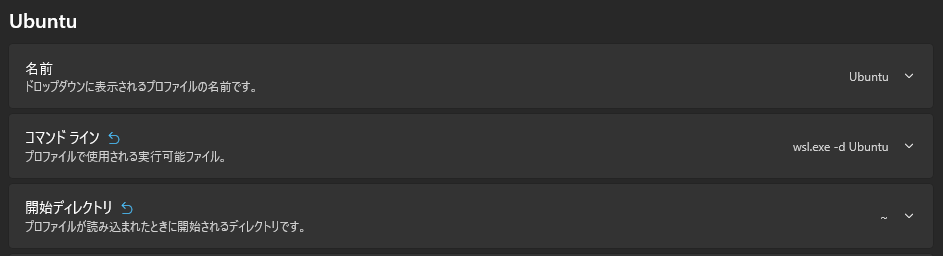 Ubuntu
名前
ドロップダウンに表示されるプロファイルの名前です。
Ubuntu
コマンド ライン
プロファイルで使用される実行可能ファイル。
wsl.exe -d Ubuntu
開始ディレクトリ
プロファイルが読み込まれたときに開始されるディレクトリです。
~